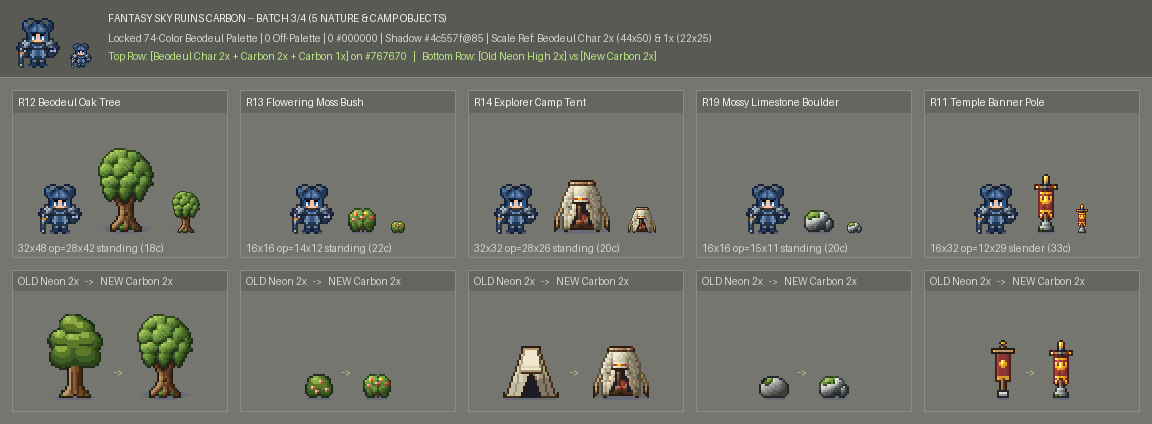 FANTASY SKY RUINS CARBON -- BATCH 3/4 (5 NATURE & CAMP OBJECTS)
Locked 74-Color Beodeul Palette | 0 Off-Palette | 0 #000000 | Shadow #4c557f@85 | Scale Ref: Beodeul Char 2x (44x50) & 1x (22x25)
Top Row: [Beodeul Char 2x + Carbon 2x + Carbon 1x] on #767670 | Bottom Row: [Old Neon High 2x] vs [New Carbon 2x]
R12 Beodeul Oak Tree
R13 Flowering Moss Bush
R14 Explorer Camp Tent
R19 Mossy Limestone Boulder
R11 Temple Banner Pole
32x48 op=28x42 standing (18c)
16x16 op=14x12 standing (22c)
32x32 op=28x26 standing (20c)
16x16 op=15x11 standing (20c)
16x32 op=12x29 slender (33c)
OLD Neon 2x -> NEW Carbon 2x
OLD Neon 2x -> NEW Carbon 2x
OLD Neon 2x -> NEW Carbon 2x
OLD Neon 2x -> NEW Carbon 2x
OLD Neon 2x -> NEW Carbon 2x
->
->
->
->
->